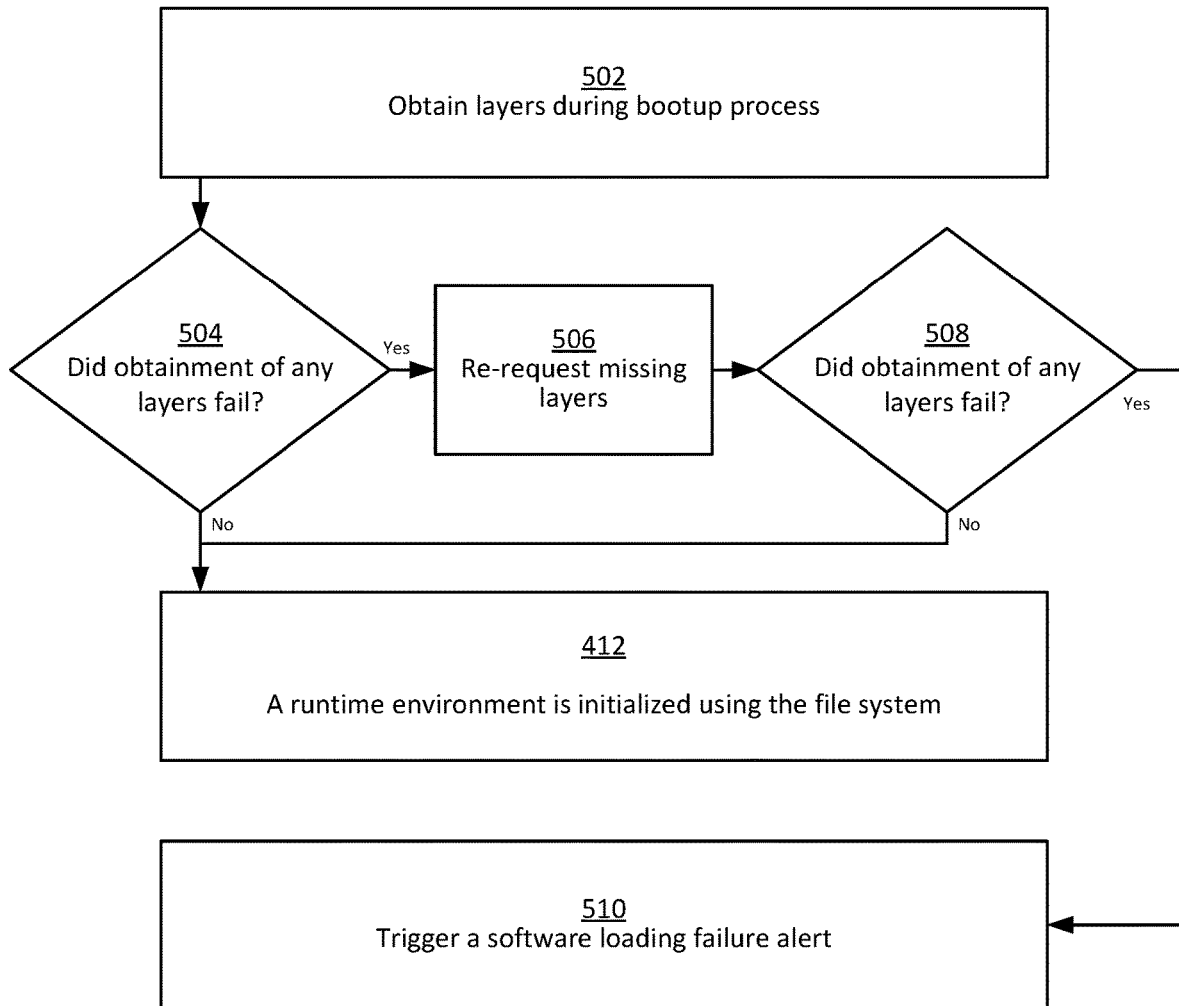 502
Obtain layers during bootup process
504
Did obtainment of any
layers fail?
Yes
506
Re-request missing
layers
508
Did obtainment of any
layers fail?
Yes
No
No
412
A runtime environment is initialized using the file system
510
Trigger a software loading failure alert